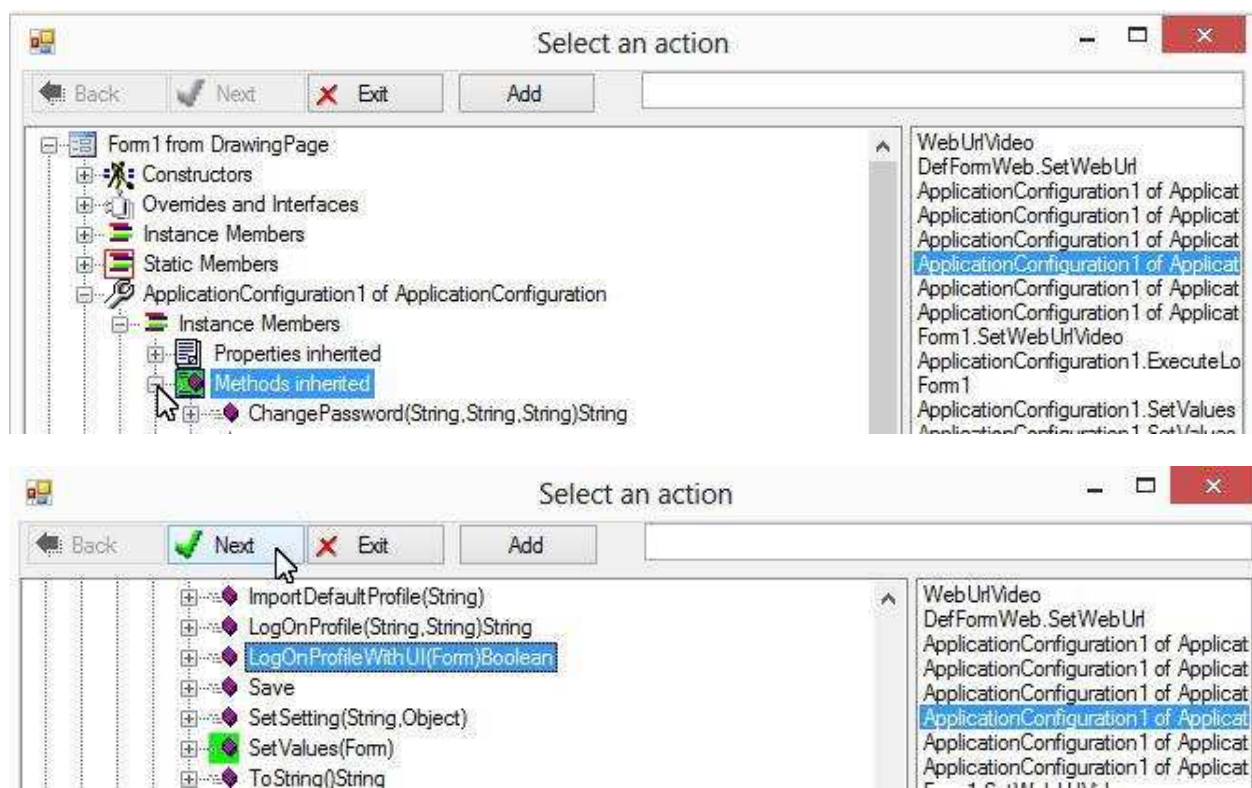 Select an action
Back Next Exit Add
Form1 from DrawingPage
Constructors
Overrides and Interfaces
Instance Members
Static Members
ApplicationConfiguration1 of ApplicationConfiguration
Instance Members
Properties inherited
Methods inherited
ChangePassword(String,String,String)String
WebUrlVideo
DefFormWeb.SetWebUrl
ApplicationConfiguration1 of Applicat
ApplicationConfiguration1 of Applicat
ApplicationConfiguration1 of Applicat
ApplicationConfiguration1 of Applicat
ApplicationConfiguration1 of Applicat
ApplicationConfiguration1 of Applicat
Form1.SetWebUrlVideo
ApplicationConfiguration1.ExecuteLo
Form1
ApplicationConfiguration1.SetValues
ApplicationConfiguration1.SetValues
Select an action
Back Next Exit Add
ImportDefaultProfile(String)
LogOnProfile(String,String)String
LogOnProfileWithUI(Form)Boolean
Save
SetSetting(String,Object)
SetValues(Form)
ToString()String
WebUrlVideo
DefFormWeb.SetWebUrl
ApplicationConfiguration1 of Applicat
ApplicationConfiguration1 of Applicat
ApplicationConfiguration1 of Applicat
ApplicationConfiguration1 of Applicat
ApplicationConfiguration1 of Applicat
ApplicationConfiguration1 of Applicat